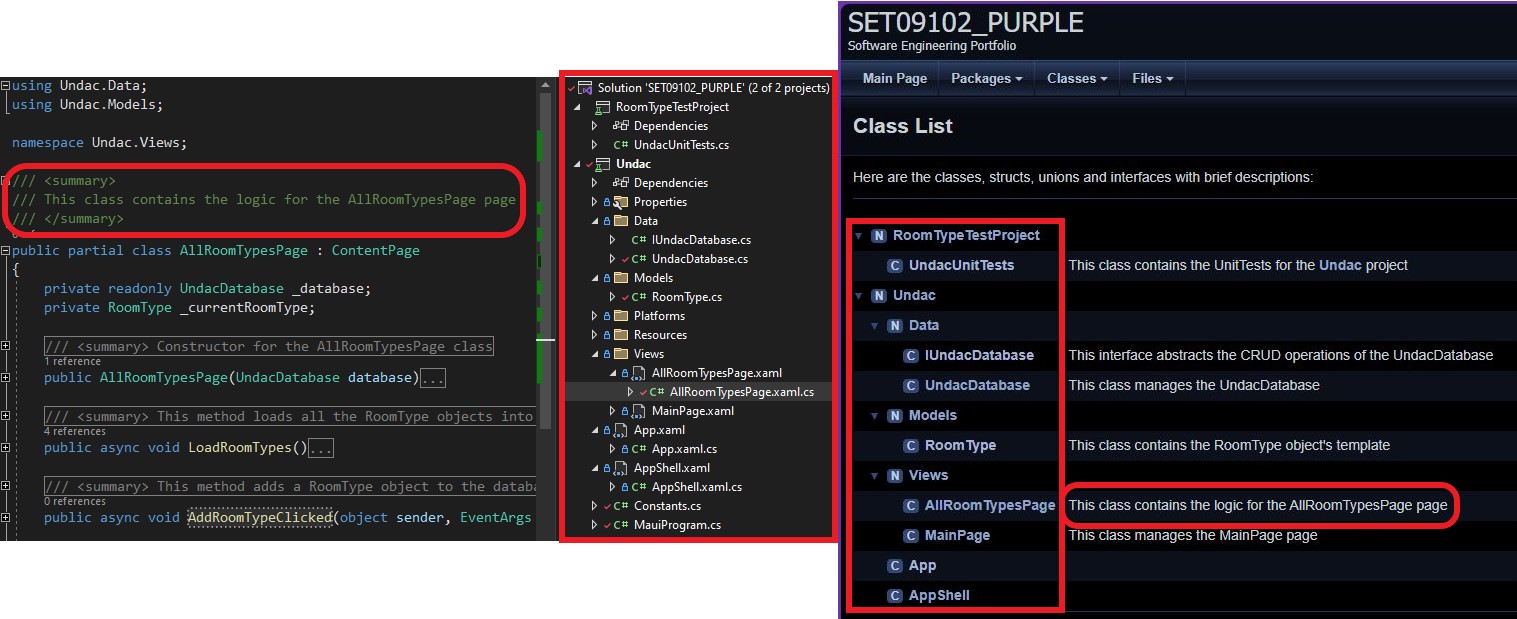 using Undac.Data;
using Undac.Models;
namespace Undac.Views;
/// <summary>
/// This class contains the logic for the AllRoomTypesPage page
/// </summary>
public partial class AllRoomTypesPage : ContentPage
{
private readonly UndacDatabase _database;
private RoomType _currentRoomType;
/// <summary> Constructor for the AllRoomTypesPage class
1 reference
public AllRoomTypesPage(UndacDatabase database)...
/// <summary> This method loads all the RoomType objects into
4 references
public async void LoadRoomTypes()...
/// <summary> This method adds a RoomType object to the databa
0 references
public async void AddRoomTypeClicked(object sender, EventArgs
Solution 'SET09102_PURPLE' (2 of 2 projects)
RoomTypeTestProject
Dependencies
C# UndacUnitTests.cs
Undac
Dependencies
Properties
Data
C# IUndacDatabase.cs
C# UndacDatabase.cs
Models
C# RoomType.cs
Platforms
Resources
Views
AllRoomTypesPage.xaml
C# AllRoomTypesPage.xaml.cs
MainPage.xaml
App.xaml
C# App.xaml.cs
AppShell.xaml
C# AppShell.xaml.cs
C# Constants.cs
C# MauiProgram.cs
SET09102_PURPLE
Software Engineering Portfolio
Main Page Packages Classes Files
Class List
Here are the classes, structs, unions and interfaces with brief descriptions:
N RoomTypeTestProject
C UndacUnitTests This class contains the UnitTests for the Undac project
N Undac
N Data
C IUndacDatabase This interface abstracts the CRUD operations of the UndacDatabase
C UndacDatabase This class manages the UndacDatabase
N Models
C RoomType This class contains the RoomType object's template
N Views
C AllRoomTypesPage This class contains the logic for the AllRoomTypesPage page
C MainPage This class manages the MainPage page
C App
C AppShell